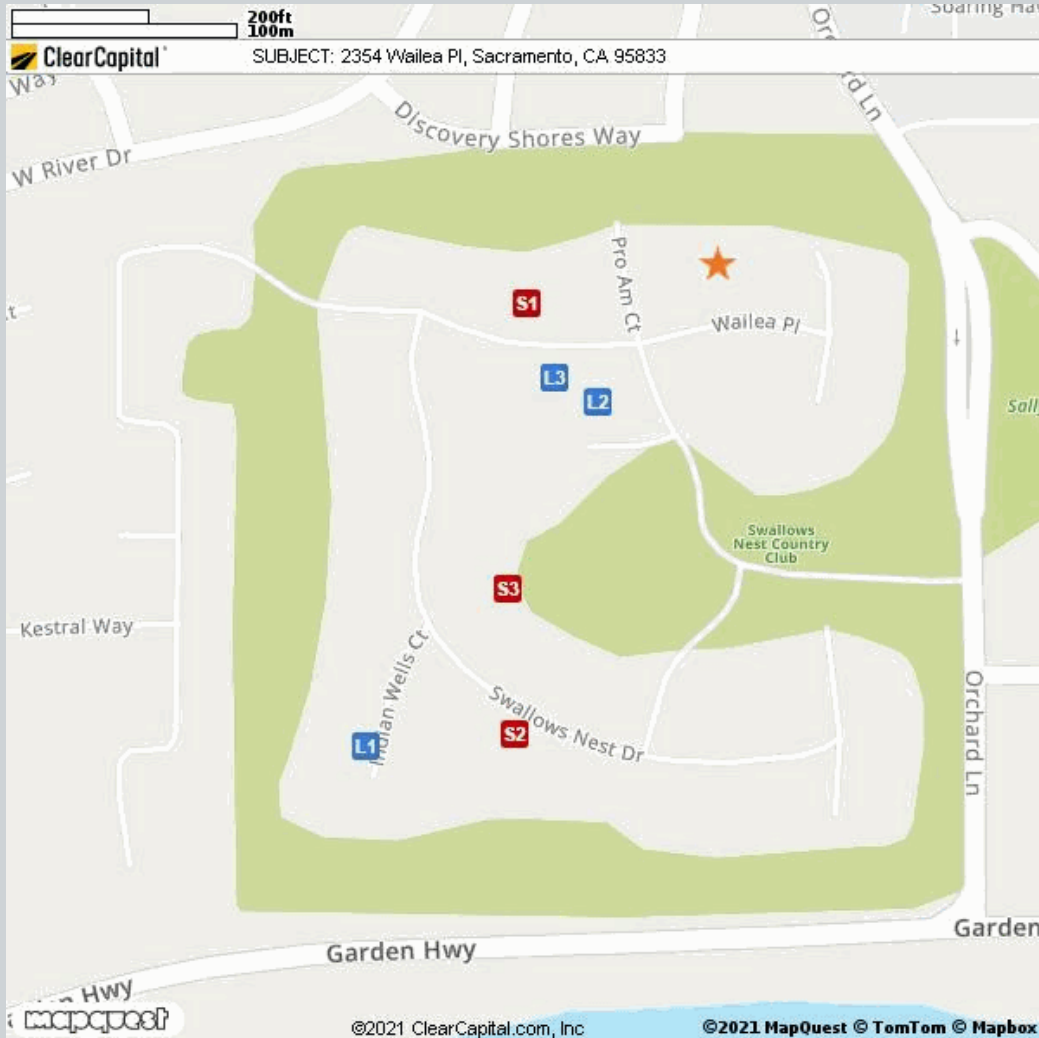 200ft
100m
ClearCapital
SUBJECT: 2354 Wailea Pl, Sacramento, CA 95833
Way
Discovery Shores Way
W River Dr
Pro Am Ct
S1
Wailea Pl
L3
L2
Swallows
Nest Country
Club
S3
Kestral Way
Indian Wells Ct
Swallows Nest Dr
S2
L1
Orchard Ln
Garden Hwy
Garden
Hwy
mapquest
©2021 ClearCapital.com, Inc
©2021 MapQuest © TomTom © Mapbox